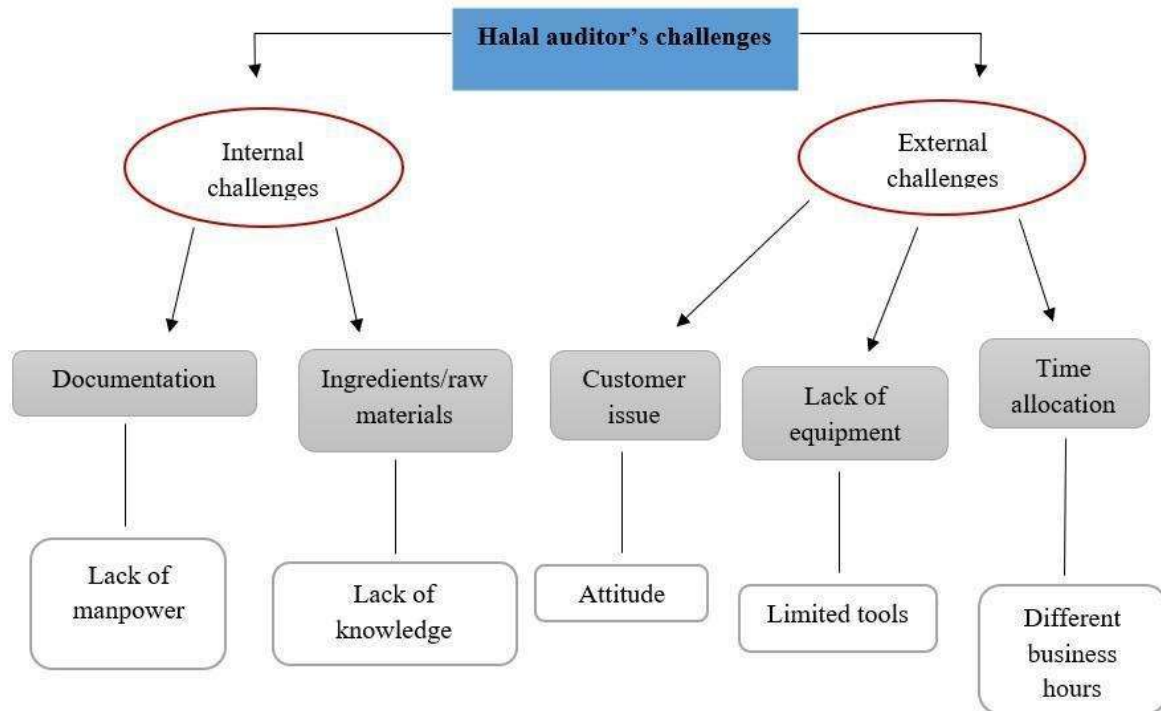 Halal auditor's challenges
Internal
challenges
External
challenges
Documentation
Ingredients/raw
materials
Customer
issue
Lack of
equipment
Time
allocation
Lack of
manpower
Lack of
knowledge
Attitude
Limited tools
Different
business
hours